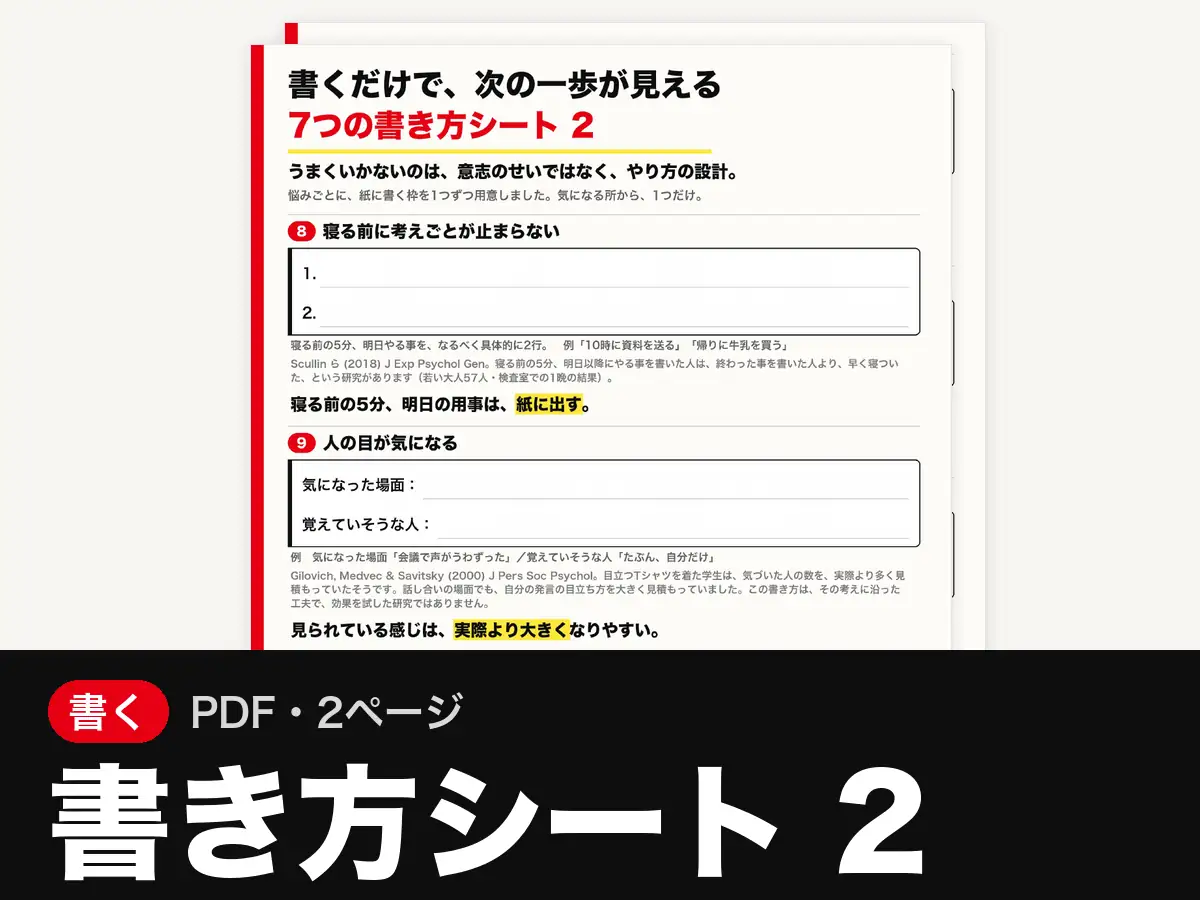 書くだけで、次の一歩が見える
7つの書き方シート 2
うまくいかないのは、意志のせいではなく、やり方の設計。
悩みごとに、紙に書く枠を1つずつ用意しました。気になる所から、1つだけ。
8 寝る前に考えごとが止まらない
1.
2.
寝る前の5分、明日やる事を、なるべく具体的に2行。　例「10時に資料を送る」「帰りに牛乳を買う」
Scullin ら (2018) J Exp Psychol Gen。寝る前の5分、明日以降にやる事を書いた人は、終わった事を書いた人より、早く寝つい
た、という研究があります（若い大人57人・検査室での1晩の結果）。
寝る前の5分、明日の用事は、紙に出す。
9 人の目が気になる
気になった場面：
覚えていそうな人：
例　気になった場面「会議で声がうわずった」／覚えていそうな人「たぶん、自分だけ」
Gilovich, Medvec & Savitsky (2000) J Pers Soc Psychol。目立つTシャツを着た学生は、気づいた人の数を、実際より多く見
積もっていたそうです。話し合いの場面でも、自分の発言の目立ち方を大きく見積もっていました。この書き方は、その考えに沿った
工夫で、効果を試した研究ではありません。
見られている感じは、実際より大きくなりやすい。
書く PDF・2ページ
書き方シート 2